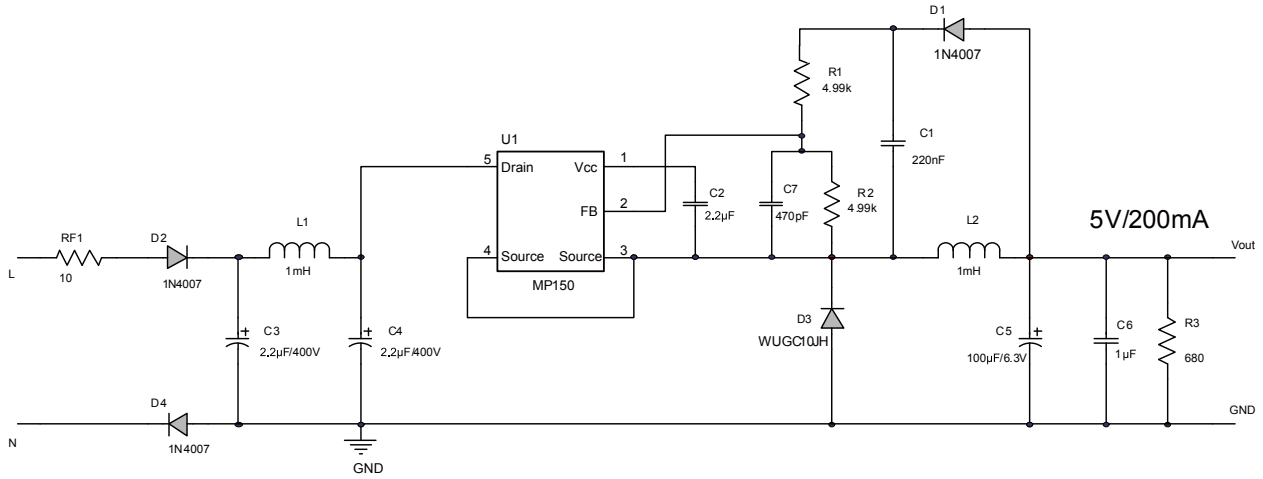 D1
1N4007
R1
4.99k
C1
220nF
U1
5
Drain
Vcc
1
FB
2
4
Source
Source
3
MP150
C2
2.2µF
C7
470pF
R2
4.99k
L2
1mH
5V/200mA
Vout
L
RF1
10
D2
1N4007
L1
1mH
C3
+
2.2µF/400V
C4
+
2.2µF/400V
D3
WUGC10JH
C5
+
100µF/6.3V
C6
1µF
R3
680
N
D4
1N4007
GND
GND